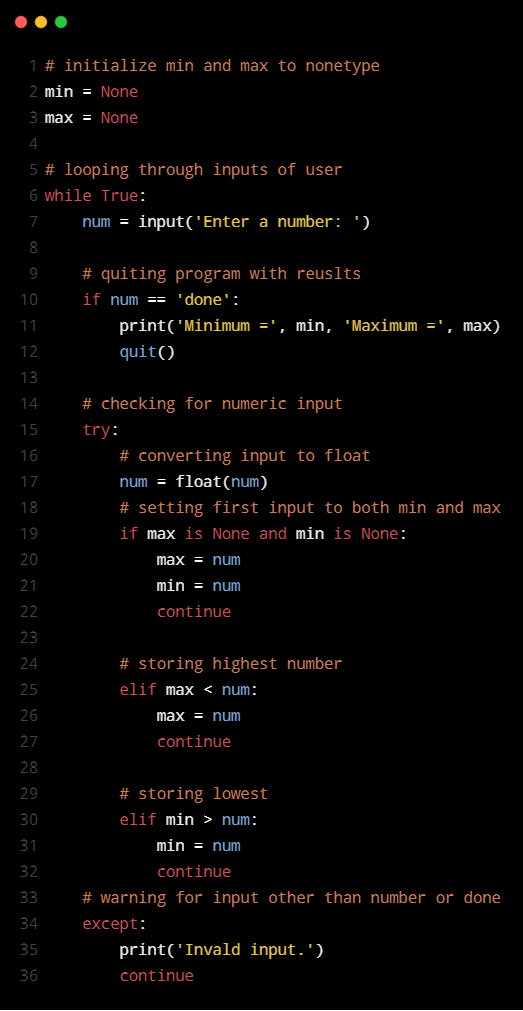 1 # initialize min and max to nonetype
2 min = None
3 max = None
4
5 # looping through inputs of user
6 while True:
7     num = input('Enter a number: ')
8
9     # quiting program with reuslts
10     if num == 'done':
11         print('Minimum =', min, 'Maximum =', max)
12         quit()
13
14     # checking for numeric input
15     try:
16         # converting input to float
17         num = float(num)
18         # setting first input to both min and max
19         if max is None and min is None:
20             max = num
21             min = num
22             continue
23
24         # storing highest number
25         elif max < num:
26             max = num
27             continue
28
29         # storing lowest
30         elif min > num:
31             min = num
32             continue
33     # warning for input other than number or done
34     except:
35         print('Invald input.')
36         continue